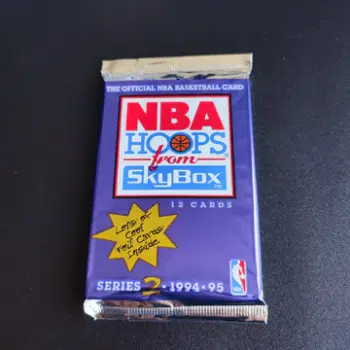 THE OFFICIAL NBA BASKETBALL CARD
NBA
HOOPS
from
SkyBox™
12 CARDS
Lots of
Cool
Foil Cards
Inside
SERIES 2 • 1994-95
NBA